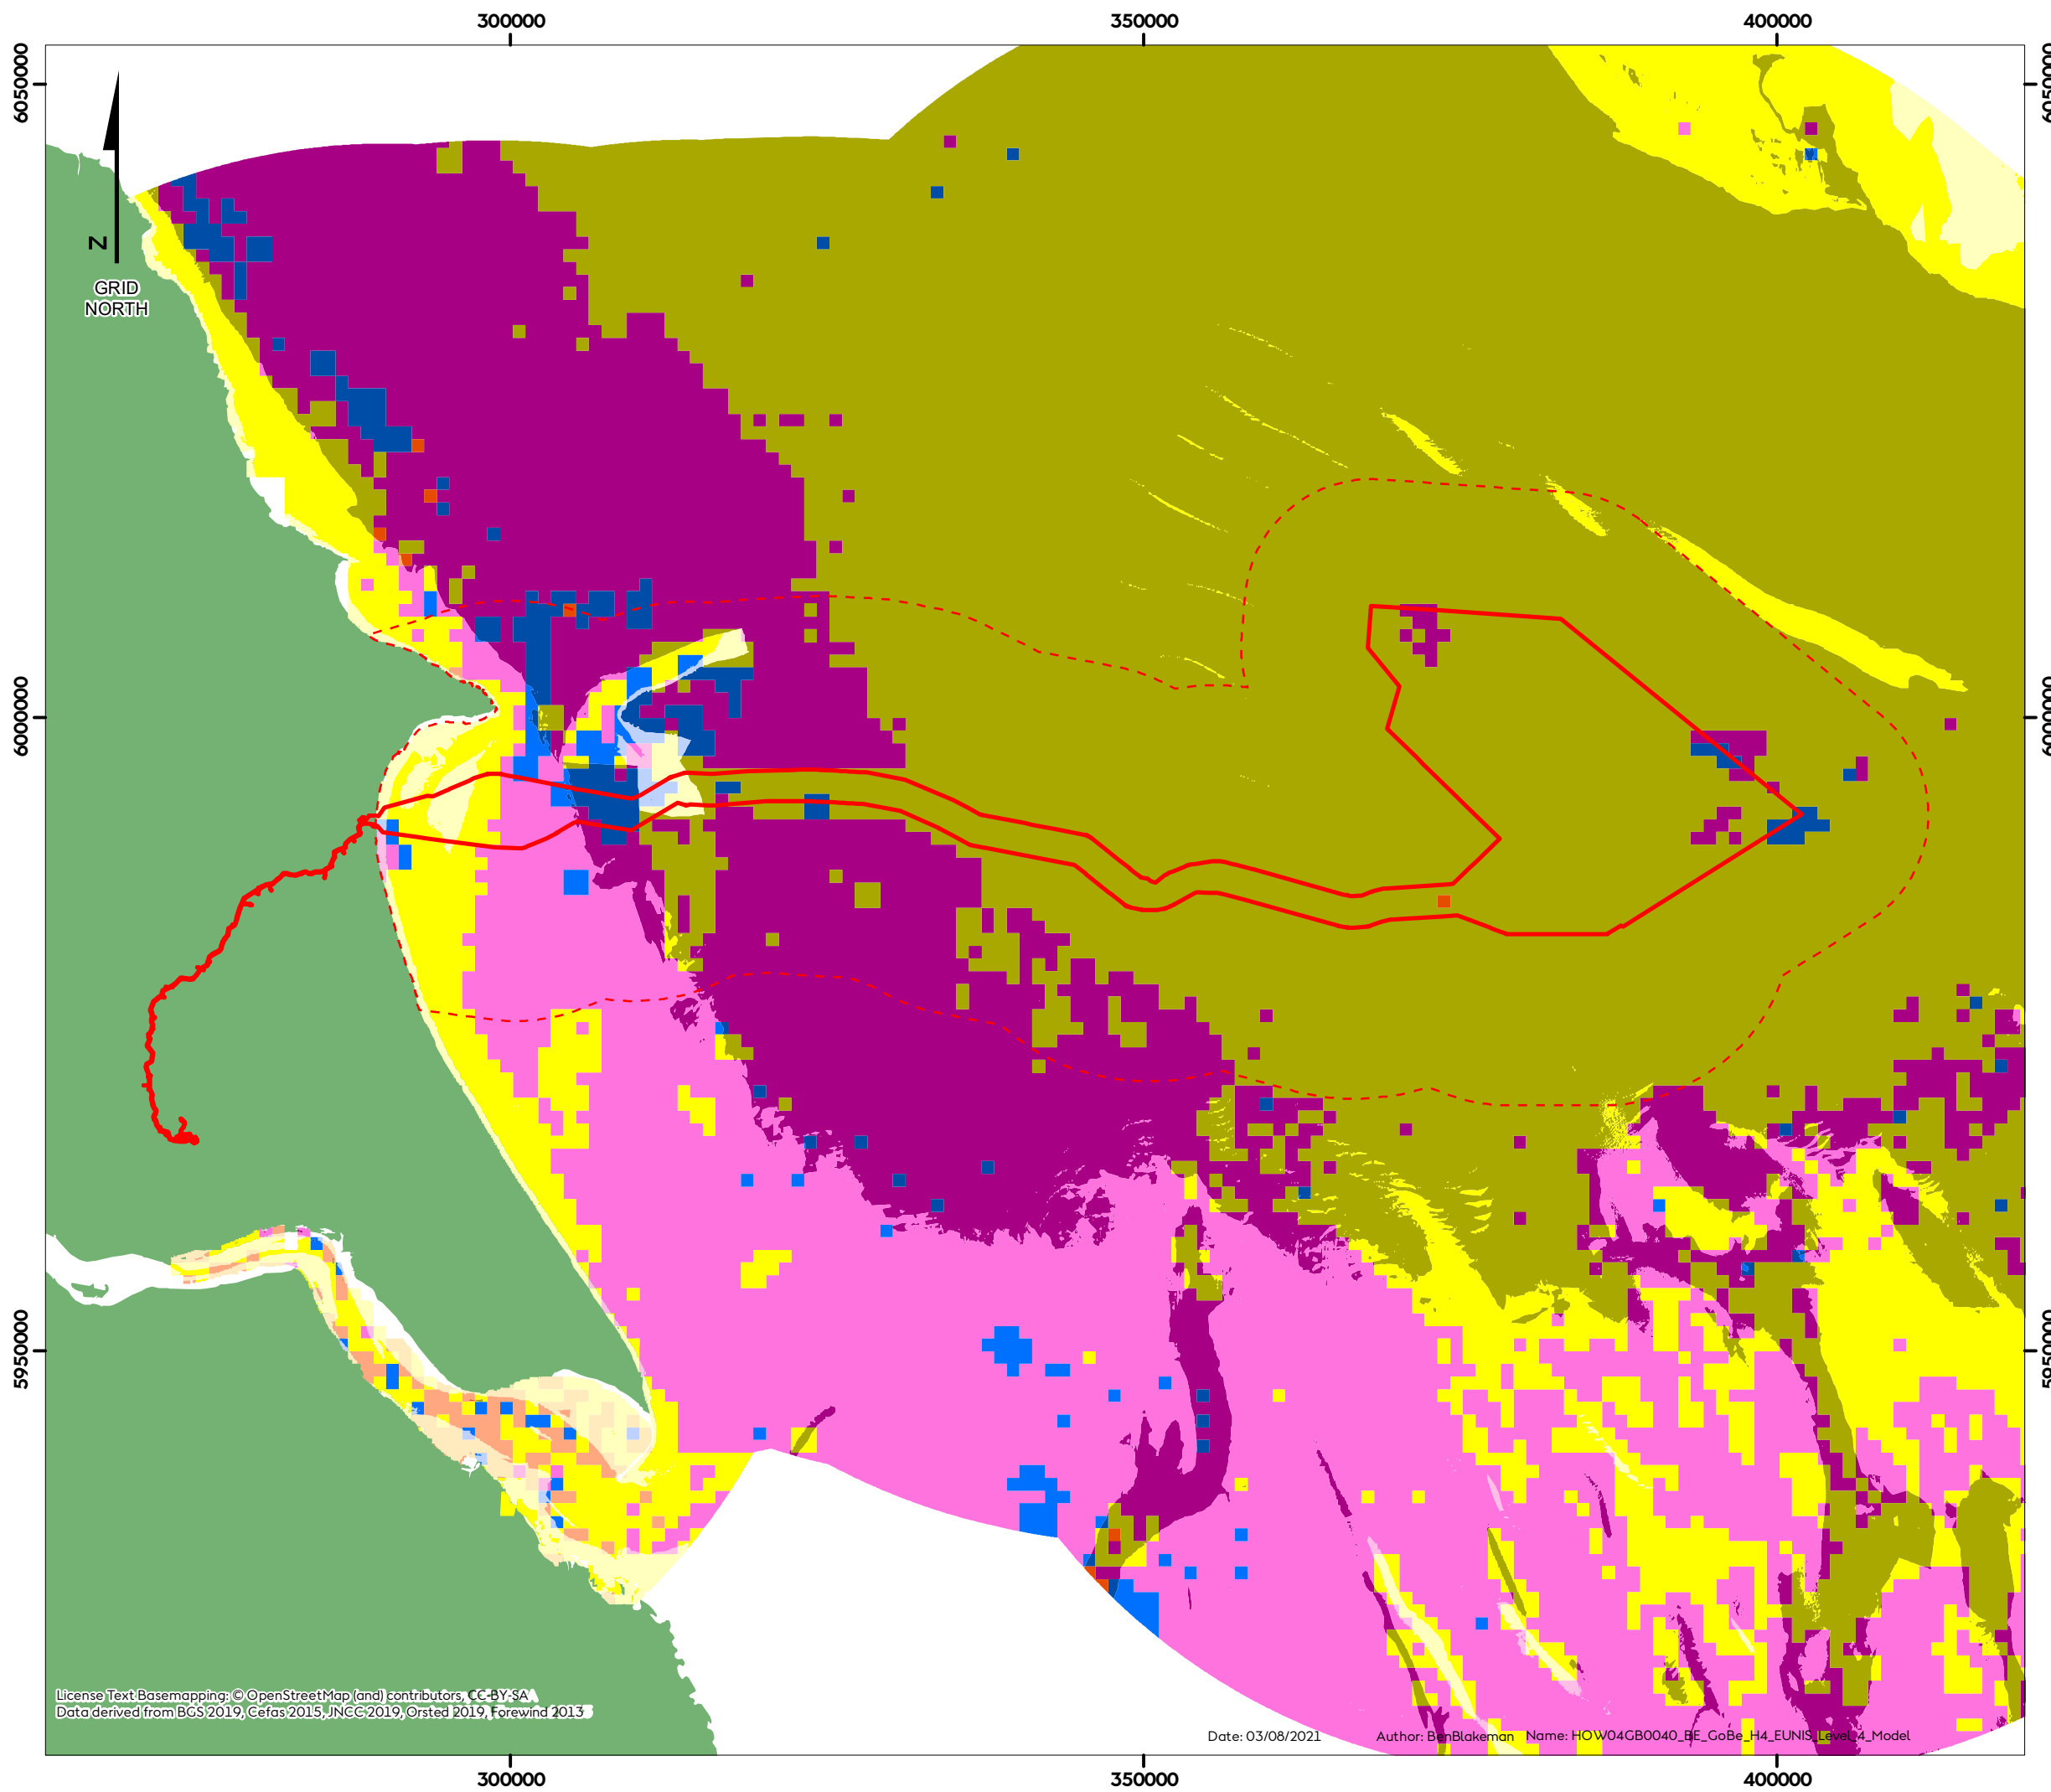 300000 350000 400000
6050000 6050000
N
GRID
NORTH
6000000 6000000
5950000 5950000
License Text Basemapping: © OpenStreetMap (and) contributors, CC-BY-SA
Data derived from BGS 2019, Cefas 2015, JNCC 2019, Orsted 2019, Forewind 2013
Date: 03/08/2021 Author: BenBlakeman Name: HOW04GB0040_BE_GoBe_H4_EUNIS_Level_4_Model
300000 350000 400000